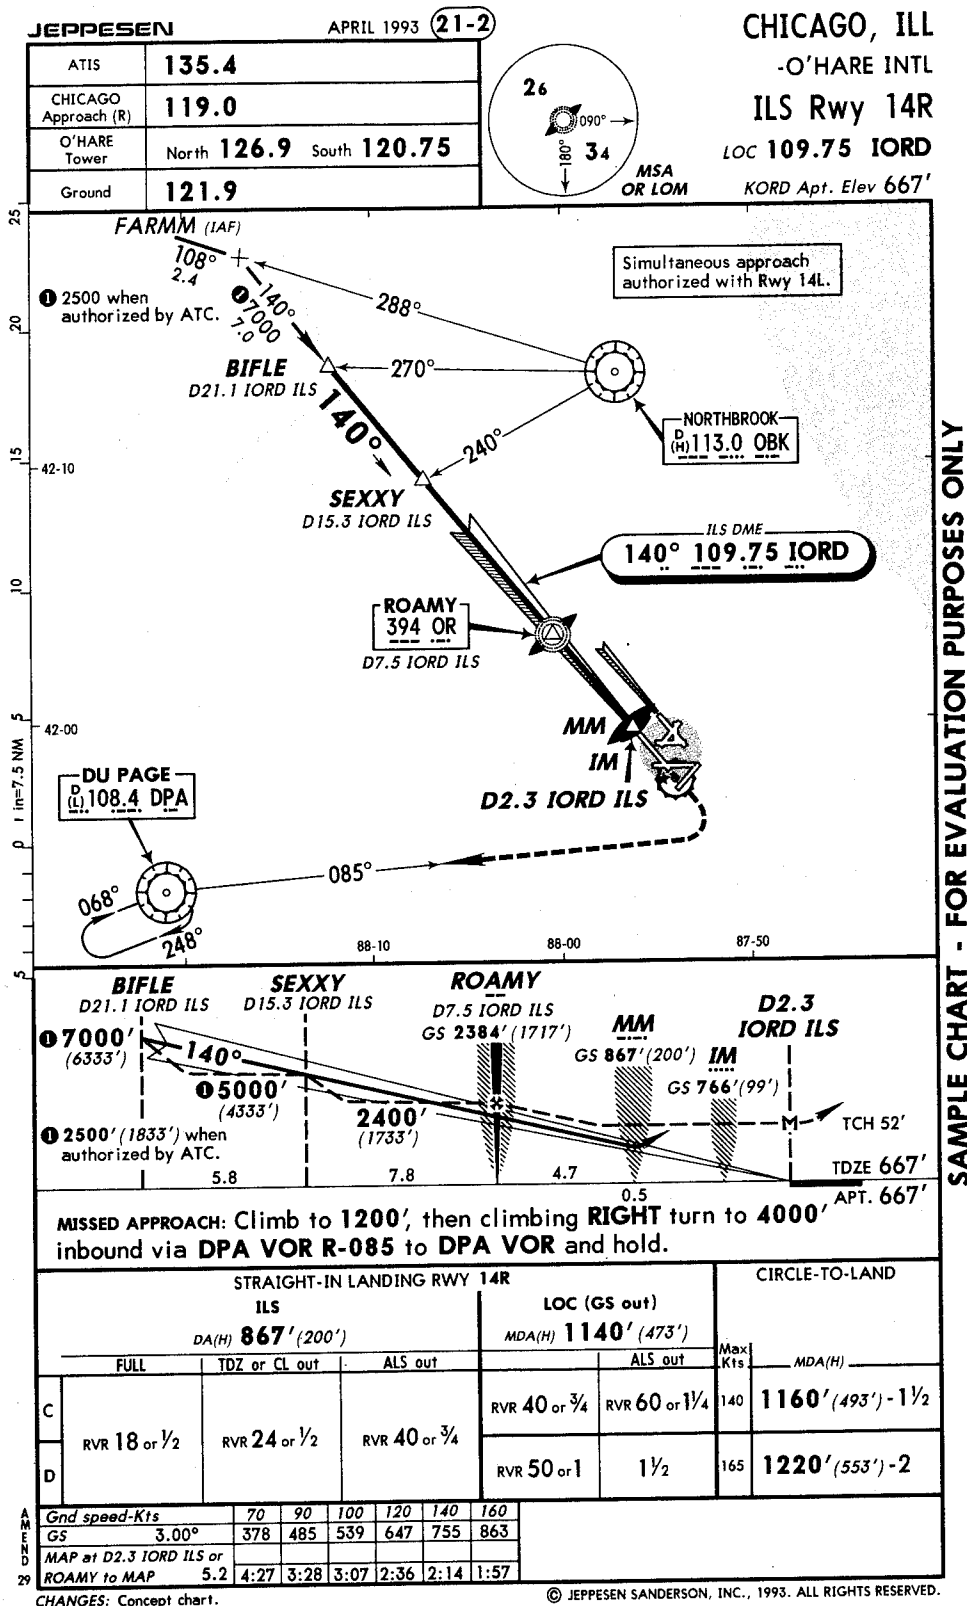 JEPPESEN APRIL 1993 21-2
CHICAGO, ILL
-O'HARE INTL
ILS Rwy 14R
LOC 109.75 IORD
KORD Apt. Elev 667'
ATIS 135.4
CHICAGO Approach (R) 119.0
O'HARE Tower North 126.9 South 120.75
Ground 121.9
26
090°
180°
34
MSA
OR LOM
25
20
15
10
5
0
5
1 in=7.5 NM
FARMM (IAF)
108°
2.4
1 2500 when
authorized by ATC.
140°
1 7000
7.0
288°
Simultaneous approach
authorized with Rwy 14L.
BIFLE
D21.1 IORD ILS
270°
140°
NORTHBROOK
D
(H) 113.0 OBK
240°
42-10
SEXXY
D15.3 IORD ILS
ILS DME
140° 109.75 IORD
ROAMY
394 OR
D7.5 IORD ILS
42-00
MM
IM
D2.3 IORD ILS
DU PAGE
D
(L) 108.4 DPA
085°
068°
248°
88-10
88-00
87-50
SAMPLE CHART - FOR EVALUATION PURPOSES ONLY
BIFLE
D21.1 IORD ILS
SEXXY
D15.3 IORD ILS
ROAMY
D7.5 IORD ILS
GS 2384' (1717')
MM
GS 867' (200')
IM
GS 766' (99')
D2.3
IORD ILS
1 7000'
(6333')
140°
1 5000'
(4333')
2400'
(1733')
1 2500' (1833') when
authorized by ATC.
M
TCH 52'
TDZE 667'
APT. 667'
5.8
7.8
4.7
0.5
MISSED APPROACH: Climb to 1200', then climbing RIGHT turn to 4000'
inbound via DPA VOR R-085 to DPA VOR and hold.
STRAIGHT-IN LANDING RWY 14R
CIRCLE-TO-LAND
ILS
DA(H) 867' (200')
LOC (GS out)
MDA(H) 1140' (473')
FULL
TDZ or CL out
ALS out
ALS out
Max Kts
MDA(H)
C
D
RVR 18 or ½
RVR 24 or ½
RVR 40 or ¾
RVR 40 or ¾
RVR 60 or 1¼
140
1160' (493') - 1½
RVR 50 or 1
1½
165
1220' (553') - 2
Gnd speed-Kts 70 90 100 120 140 160
GS 3.00° 378 485 539 647 755 863
MAP at D2.3 IORD ILS or
ROAMY to MAP 5.2 4:27 3:28 3:07 2:36 2:14 1:57
AMEND 29
CHANGES: Concept chart.
© JEPPESEN SANDERSON, INC., 1993. ALL RIGHTS RESERVED.